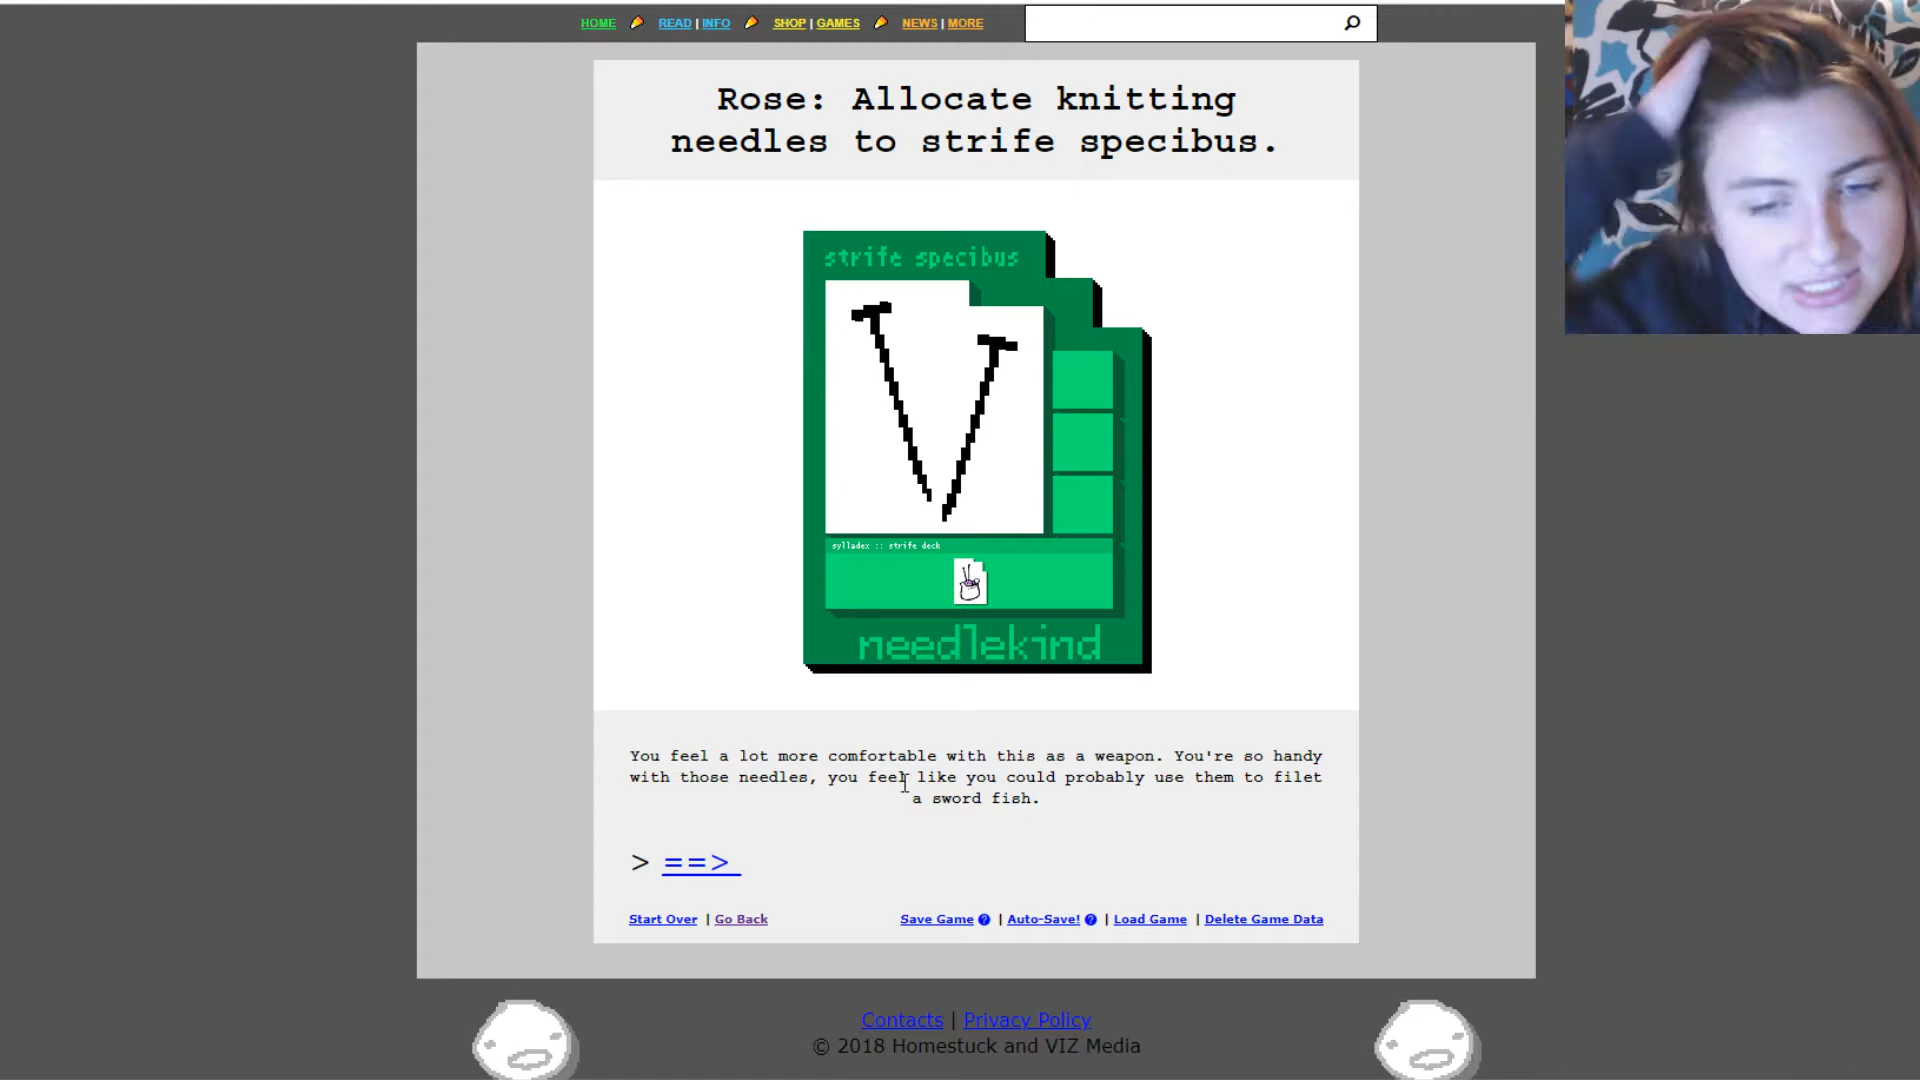 HOME READ | INFO SHOP | GAMES NEWS | MORE
Rose: Allocate knitting
needles to strife specibus.
strife specibus
sylladex :: strife deck
needlekind
You feel a lot more comfortable with this as a weapon. You're so handy
with those needles, you feel like you could probably use them to filet
a sword fish.
> ==>
Start Over | Go Back Save Game ? | Auto-Save! ? | Load Game | Delete Game Data
Contacts | Privacy Policy
© 2018 Homestuck and VIZ Media